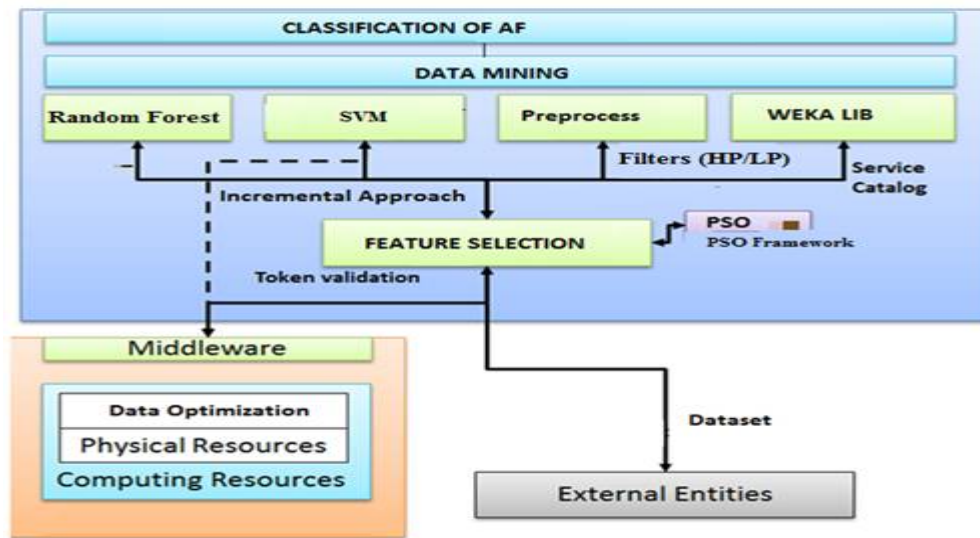 CLASSIFICATION OF AF
DATA MINING
Random Forest
SVM
Preprocess
WEKA LIB
Filters (HP/LP)
Service
Catalog
Incremental Approach
FEATURE SELECTION
PSO
PSO Framework
Token validation
Middleware
Data Optimization
Physical Resources
Computing Resources
Dataset
External Entities